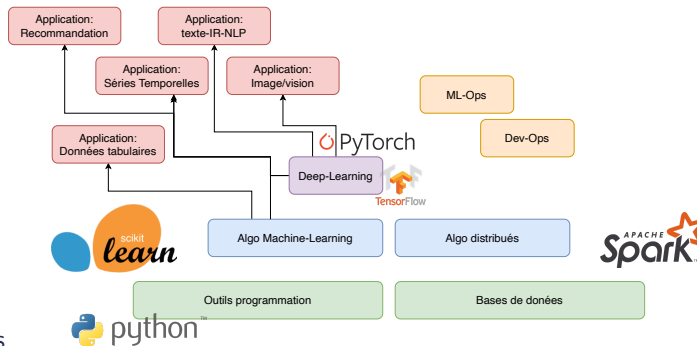 Application:
Recommandation
Application:
texte-IR-NLP
Application:
Séries Temporelles
Application:
Image/vision
ML-Ops
Dev-Ops
Application:
Données tabulaires
PyTorch
Deep-Learning
TensorFlow
scikit
learn
Algo Machine-Learning
Algo distribués
APACHE
Spark
Outils programmation
Bases de donées
python™
s